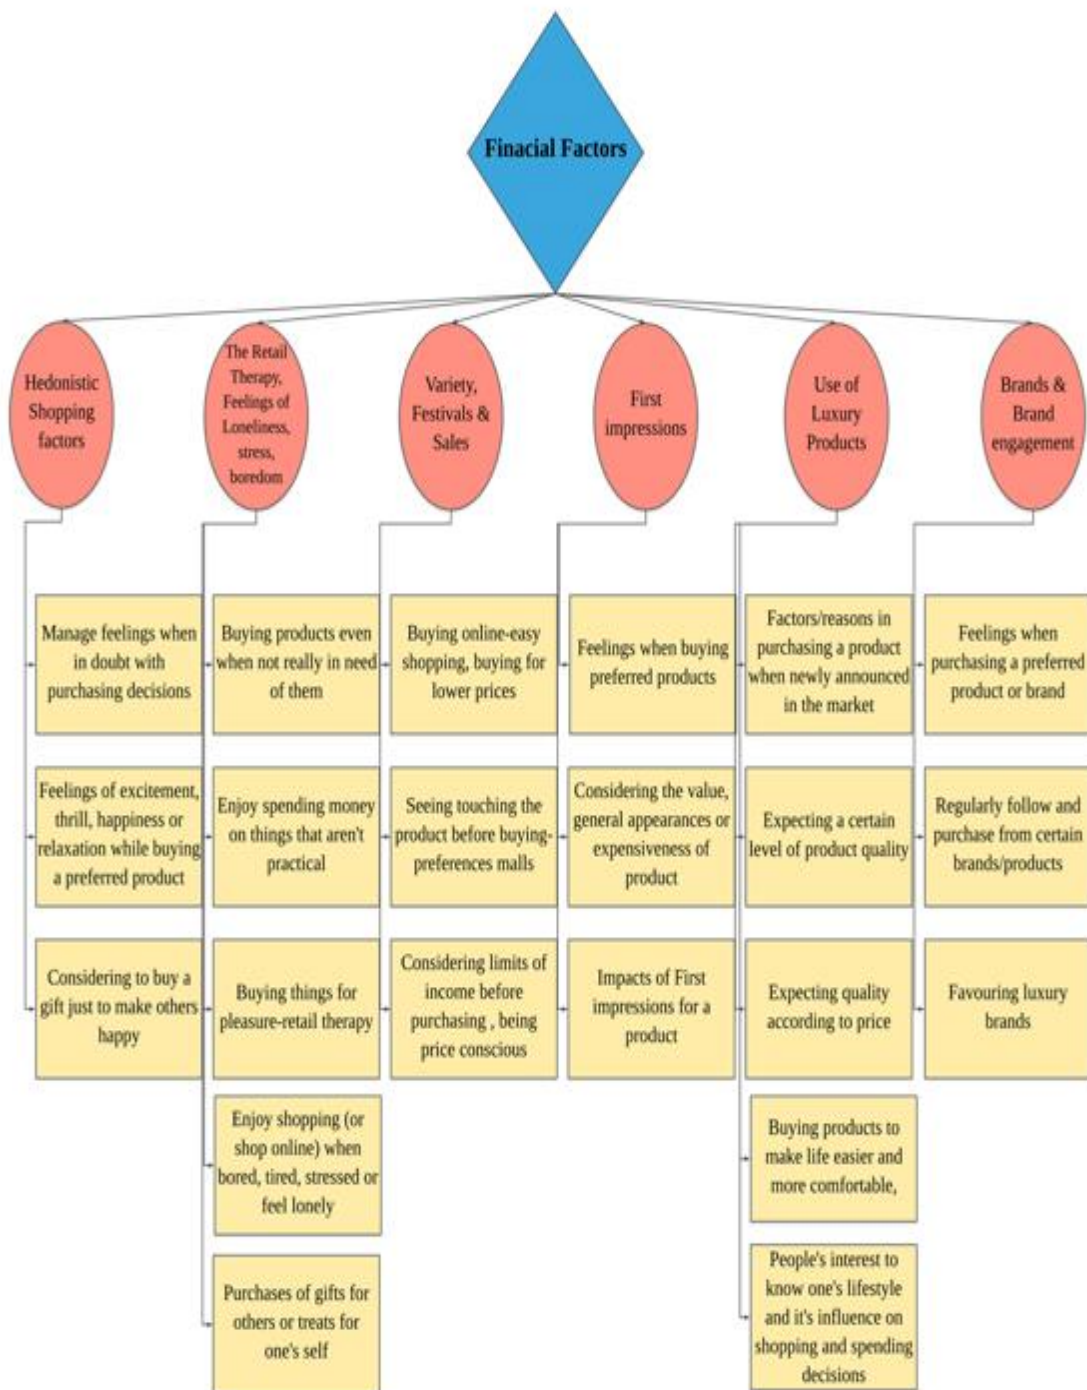 Finacial Factors
Hedonistic
Shopping
factors
The Retail
Therapy,
Feelings of
Loneliness,
stress,
boredom
Variety,
Festivals &
Sales
First
impressions
Use of
Luxury
Products
Brands &
Brand
engagement
Manage feelings when
in doubt with
purchasing decisions
Buying products even
when not really in need
of them
Buying online-easy
shopping, buying for
lower prices
Feelings when buying
preferred products
Factors/reasons in
purchasing a product
when newly announced
in the market
Feelings when
purchasing a preferred
product or brand
Feelings of excitement,
thrill, happiness or
relaxation while buying
a preferred product
Enjoy spending money
on things that aren't
practical
Seeing touching the
product before buying-
preferences malls
Considering the value,
general appearances or
expensiveness of
product
Expecting a certain
level of product quality
Regularly follow and
purchase from certain
brands/products
Considering to buy a
gift just to make others
happy
Buying things for
pleasure-retail therapy
Considering limits of
income before
purchasing , being
price conscious
Impacts of First
impressions for a
product
Expecting quality
according to price
Favouring luxury
brands
Enjoy shopping (or
shop online) when
bored, tired, stressed or
feel lonely
Buying products to
make life easier and
more comfortable,
Purchases of gifts for
others or treats for
one's self
People's interest to
know one's lifestyle
and it's influence on
shopping and spending
decisions